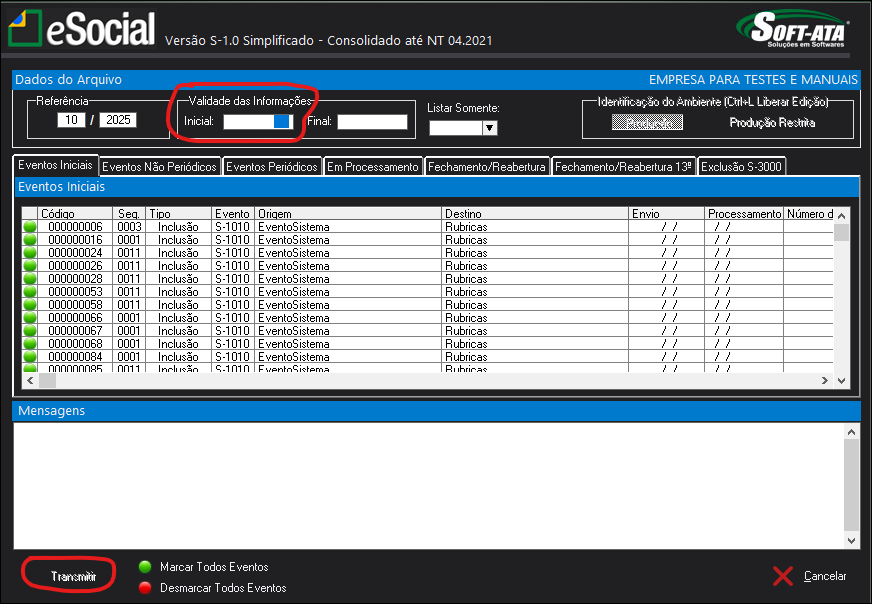 eSocial
Versão S-1.0 Simplificado - Consolidado até NT 04.2021
SOFT-ATA
Soluções em Softwares
Dados do Arquivo EMPRESA PARA TESTES E MANUAIS
Referência Validade das Informações Listar Somente: Identificação do Ambiente (Ctrl+L Liberar Edição)
10 / 2025 Inicial: Final: Produção Restrita
Eventos Iniciais Eventos Não Periódicos Eventos Periódicos Em Processamento Fechamento/Reabertura Fechamento/Reabertura 13º Exclusão S-3000
Eventos Iniciais
Código Seq. Tipo Evento Origem Destino Envio Processamento Número d
000000006 0003 Inclusão S-1010 EventoSistema Rubricas / / / /
000000016 0001 Inclusão S-1010 EventoSistema Rubricas / / / /
000000024 0011 Inclusão S-1010 EventoSistema Rubricas / / / /
000000026 0011 Inclusão S-1010 EventoSistema Rubricas / / / /
000000028 0011 Inclusão S-1010 EventoSistema Rubricas / / / /
000000053 0011 Inclusão S-1010 EventoSistema Rubricas / / / /
000000058 0011 Inclusão S-1010 EventoSistema Rubricas / / / /
000000066 0001 Inclusão S-1010 EventoSistema Rubricas / / / /
000000067 0001 Inclusão S-1010 EventoSistema Rubricas / / / /
000000068 0001 Inclusão S-1010 EventoSistema Rubricas / / / /
000000084 0001 Inclusão S-1010 EventoSistema Rubricas / / / /
000000085 0011 Inclusão S-1010 EventoSistema Rubricas / / / /
Mensagens
Transmitir
Marcar Todos Eventos
Desmarcar Todos Eventos
Cancelar